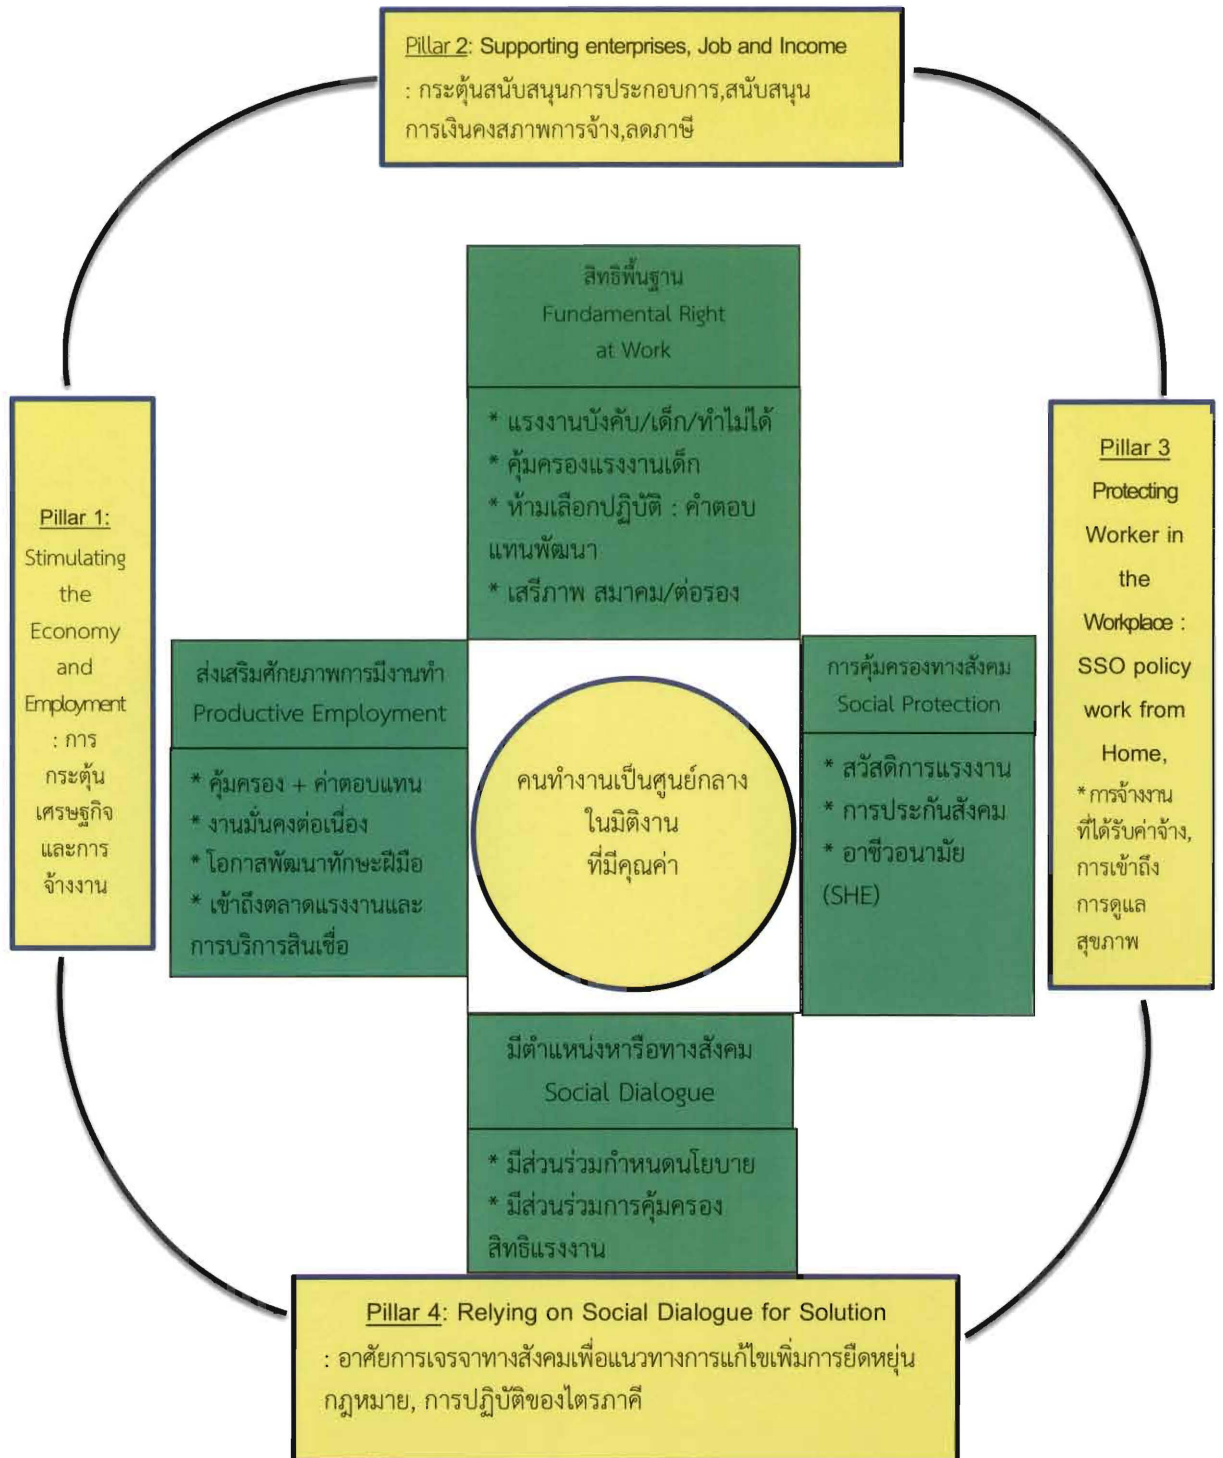 Pillar 2: Supporting enterprises, Job and Income
: กระตุ้นสนับสนุนการประกอบการ,สนับสนุน
การเงินคงสภาพการจ้าง,ลดภาษี
สิทธิพื้นฐาน
Fundamental Right
at Work
* แรงงานบังคับ/เด็ก/ทำไม่ได้
* คุ้มครองแรงงานเด็ก
* ห้ามเลือกปฏิบัติ : คำตอบ
แทนพัฒนา
* เสรีภาพ สมาคม/ต่อรอง
Pillar 1:
Stimulating
the
Economy
and
Employment
: การ
กระตุ้น
เศรษฐกิจ
และการ
จ้างงาน
ส่งเสริมศักยภาพการมีงานทำ
Productive Employment
* คุ้มครอง + ค่าตอบแทน
* งานมั่นคงต่อเนื่อง
* โอกาสพัฒนาทักษะฝีมือ
* เข้าถึงตลาดแรงงานและ
การบริการสินเชื่อ
คนทำงานเป็นศูนย์กลาง
ในมิติงาน
ที่มีคุณค่า
การคุ้มครองทางสังคม
Social Protection
* สวัสดิการแรงงาน
* การประกันสังคม
* อาชีวอนามัย
(SHE)
Pillar 3
Protecting
Worker in
the
Workplace :
SSO policy
work from
Home,
* การจ้างงาน
ที่ได้รับค่าจ้าง,
การเข้าถึง
การดูแล
สุขภาพ
มีตำแหน่งหารือทางสังคม
Social Dialogue
* มีส่วนร่วมกำหนดนโยบาย
* มีส่วนร่วมการคุ้มครอง
สิทธิแรงงาน
Pillar 4: Relying on Social Dialogue for Solution
: อาศัยการเจรจาทางสังคมเพื่อแนวทางการแก้ไขเพิ่มการยืดหยุ่น
กฎหมาย, การปฏิบัติของไตรภาคี